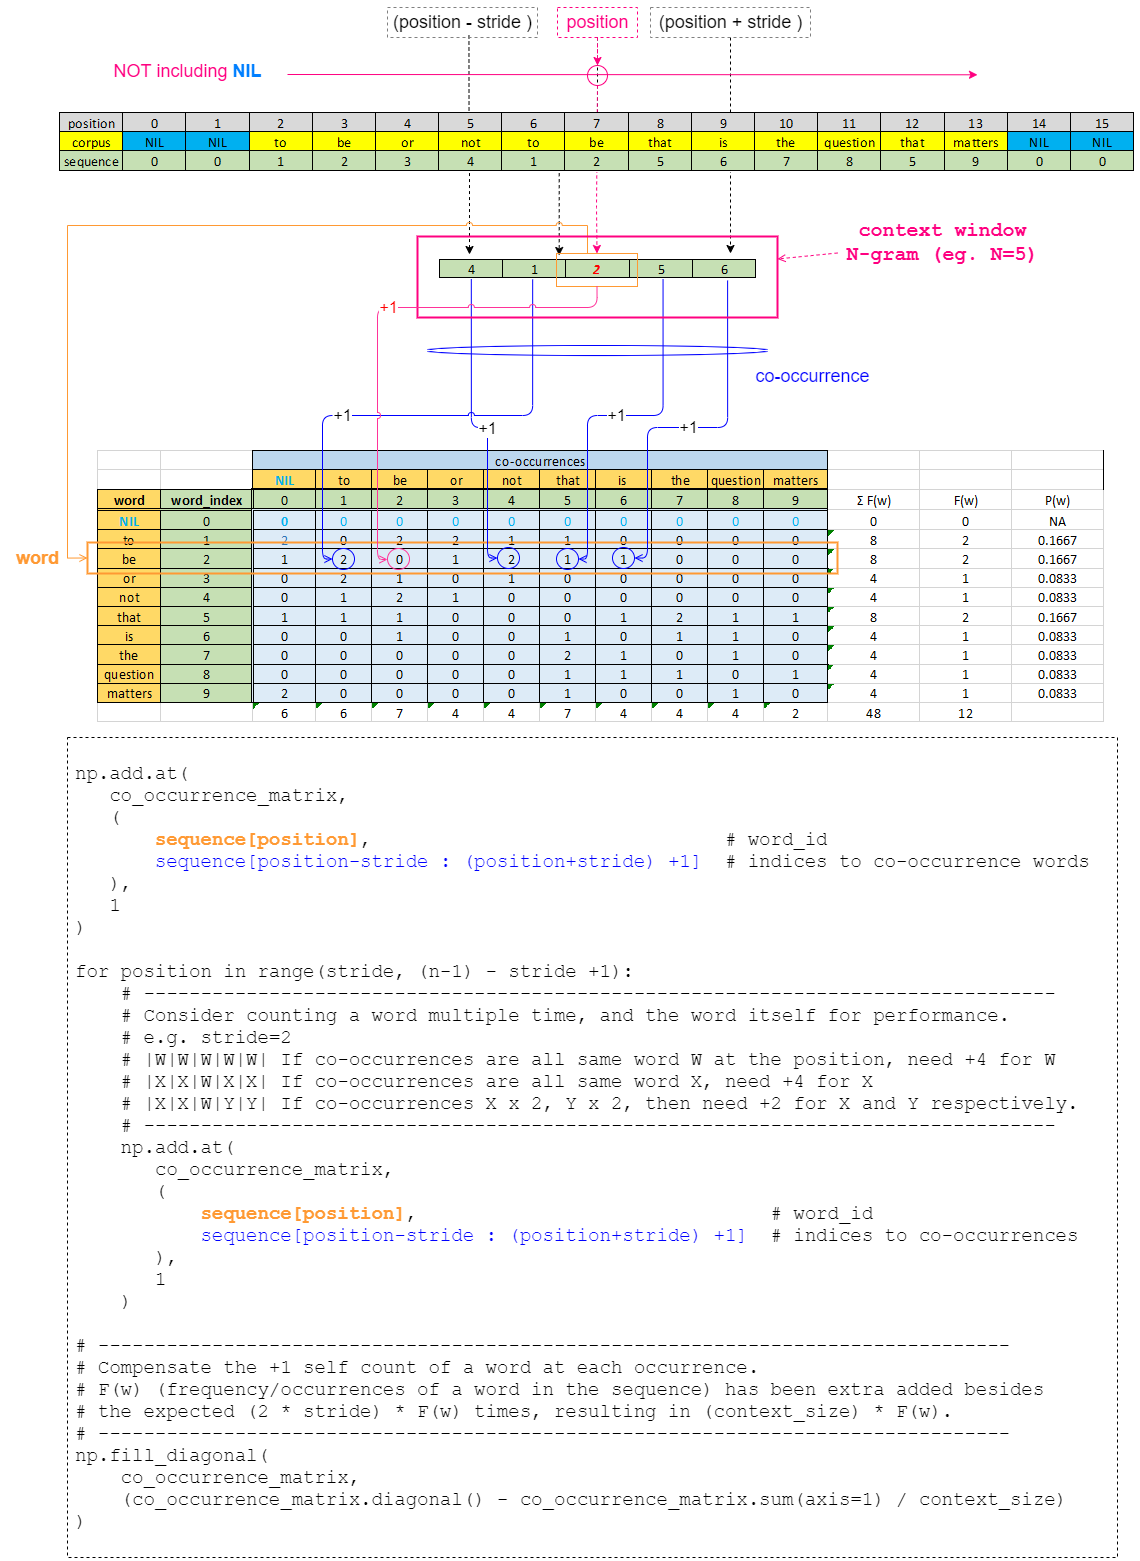 (position - stride )
position
(position + stride )
NOT including NIL
position 0 1 2 3 4 5 6 7 8 9 10 11 12 13 14 15
corpus NIL NIL to be or not to be that is the question that matters NIL NIL
sequence 0 0 1 2 3 4 1 2 5 6 7 8 5 9 0 0
context window
N-gram (eg. N=5)
4 1 2 5 6
+1
co-occurrence
+1
+1
+1
+1
co-occurrences
NIL to be or not that is the question matters
word word_index 0 1 2 3 4 5 6 7 8 9 Σ F(w) F(w) P(w)
NIL 0 0 0 0 0 0 0 0 0 0 0 0 0 NA
to 1 2 0 2 2 1 1 0 0 0 0 8 2 0.1667
word be 2 1 2 0 1 2 1 1 0 0 0 8 2 0.1667
or 3 0 2 1 0 1 0 0 0 0 0 4 1 0.0833
not 4 0 1 2 1 0 0 0 0 0 0 4 1 0.0833
that 5 1 1 1 0 0 0 1 2 1 1 8 2 0.1667
is 6 0 0 1 0 0 1 0 1 1 0 4 1 0.0833
the 7 0 0 0 0 0 2 1 0 1 0 4 1 0.0833
question 8 0 0 0 0 0 1 1 1 0 1 4 1 0.0833
matters 9 2 0 0 0 0 1 0 0 1 0 4 1 0.0833
6 6 7 4 4 7 4 4 4 2 48 12
np.add.at(
co_occurrence_matrix,
(
sequence[position], # word_id
sequence[position-stride : (position+stride) +1] # indices to co-occurrence words
),
1
)
for position in range(stride, (n-1) - stride +1):
# --------------------------------------------------------------------------------
# Consider counting a word multiple time, and the word itself for performance.
# e.g. stride=2
# |W|W|W|W|W| If co-occurrences are all same word W at the position, need +4 for W
# |X|X|W|X|X| If co-occurrences are all same word X, need +4 for X
# |X|X|W|Y|Y| If co-occurrences X x 2, Y x 2, then need +2 for X and Y respectively.
# --------------------------------------------------------------------------------
np.add.at(
co_occurrence_matrix,
(
sequence[position], # word_id
sequence[position-stride : (position+stride) +1] # indices to co-occurrences
),
1
)
# --------------------------------------------------------------------------------
# Compensate the +1 self count of a word at each occurrence.
# F(w) (frequency/occurrences of a word in the sequence) has been extra added besides
# the expected (2 * stride) * F(w) times, resulting in (context_size) * F(w).
# --------------------------------------------------------------------------------
np.fill_diagonal(
co_occurrence_matrix,
(co_occurrence_matrix.diagonal() - co_occurrence_matrix.sum(axis=1) / context_size)
)